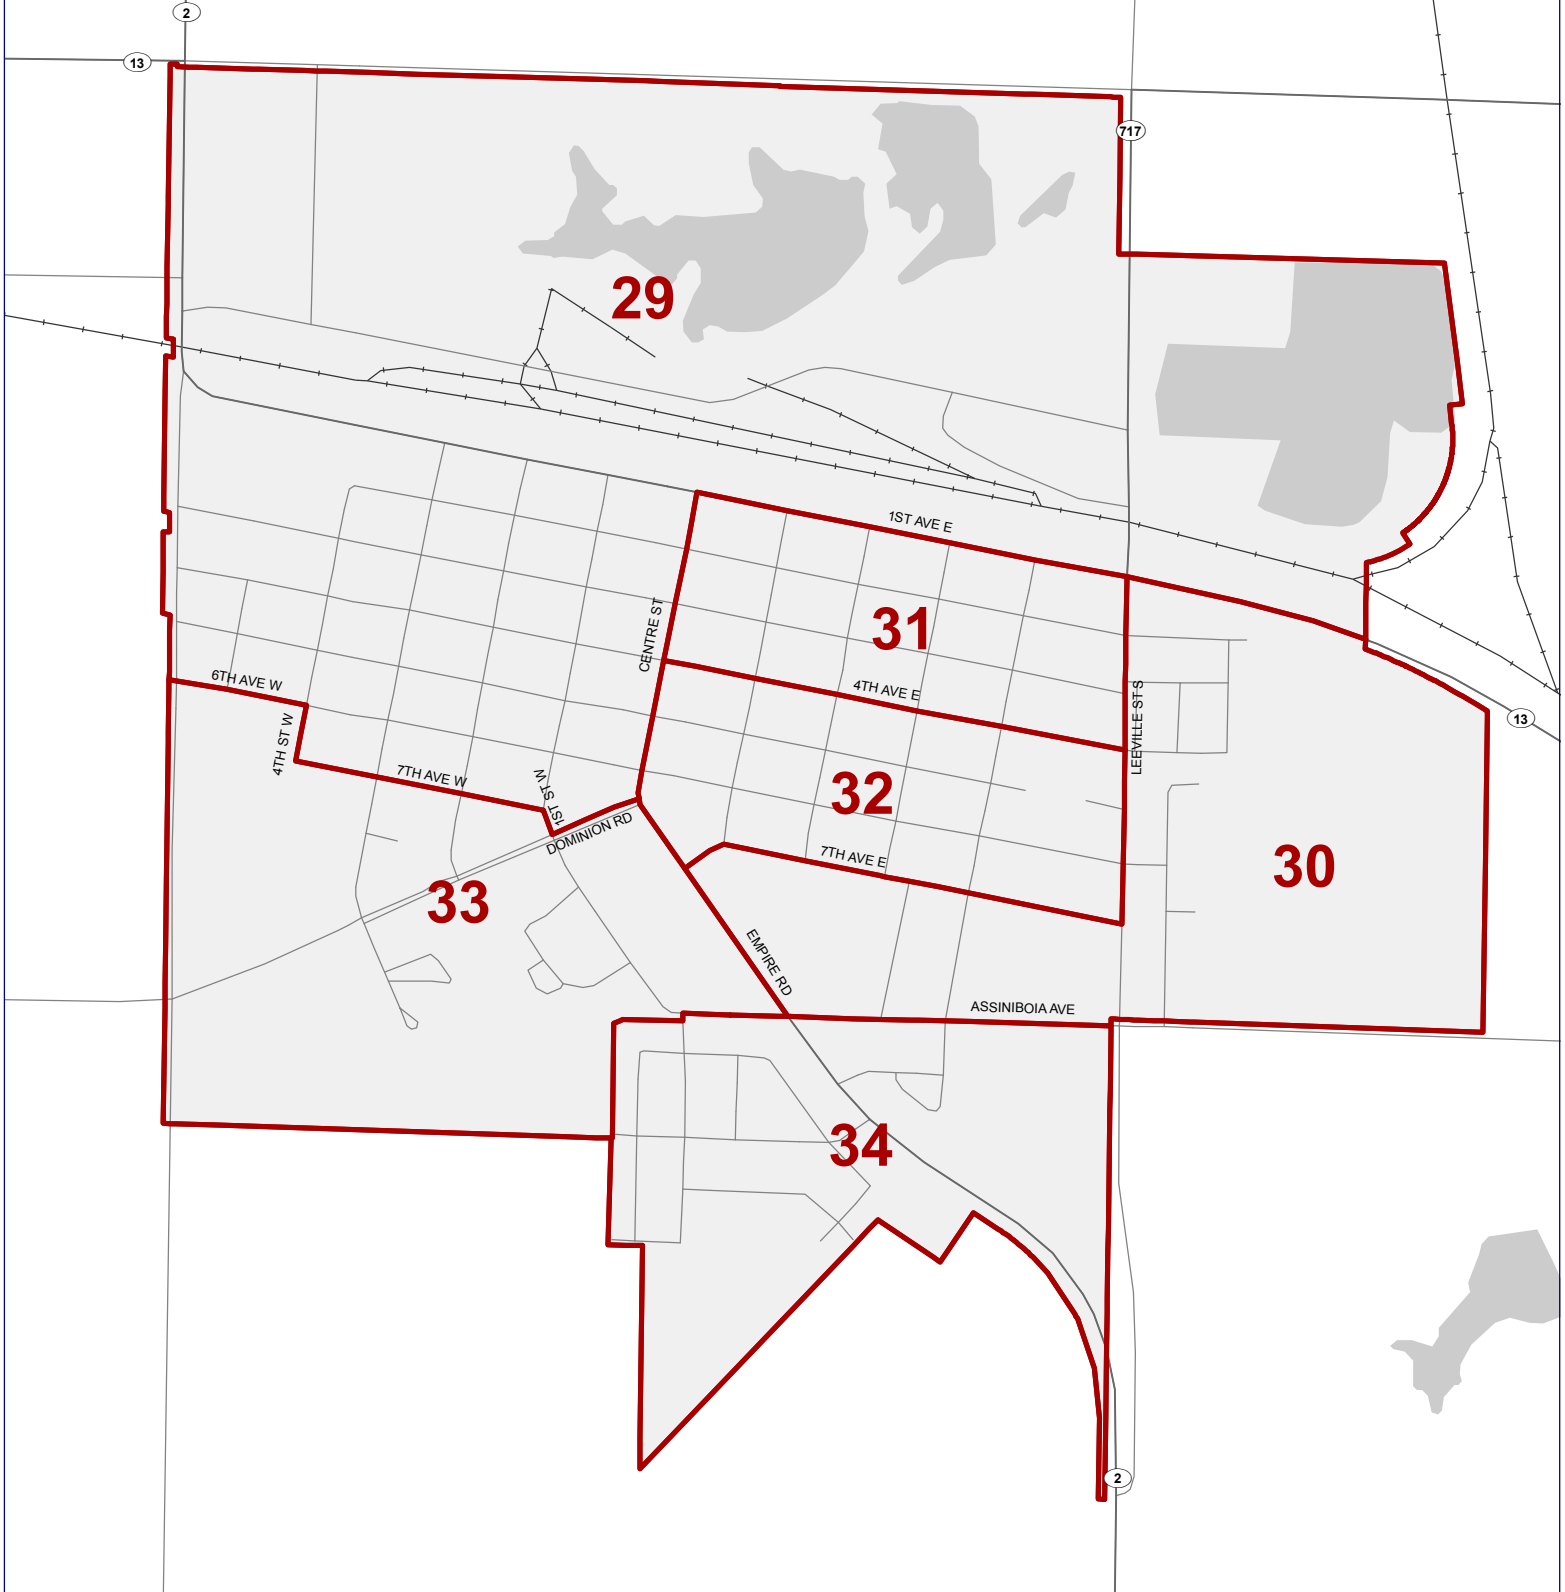 2
13
717
29
1ST AVE E
31
CENTRE ST
6TH AVE W
4TH AVE E
LEEVILLE ST S
13
4TH ST W
7TH AVE W
1ST ST W
32
DOMINION RD
7TH AVE E
30
33
EMPIRE RD
ASSINIBOIA AVE
34
2